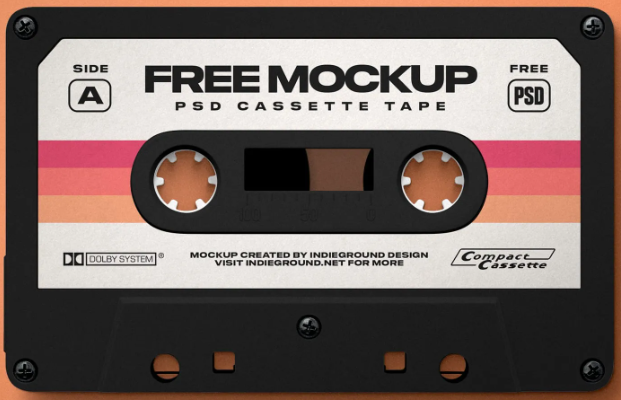 SIDE
A
FREE MOCKUP
PSD CASSETTE TAPE
FREE
PSD
DOLBY SYSTEM®
MOCKUP CREATED BY INDIEGROUND DESIGN
VISIT INDIEGROUND.NET FOR MORE
Compact
Cassette